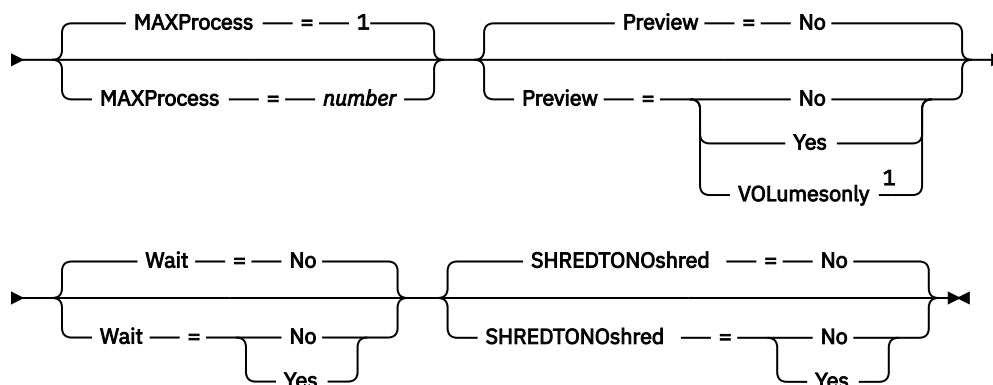 MAXProcess = 1 Preview = No
MAXProcess = number Preview = No
Yes
VOLumesonly 1
Wait = No SHREDTONOshred = No
Wait = No SHREDTONOshred = No
Yes Yes